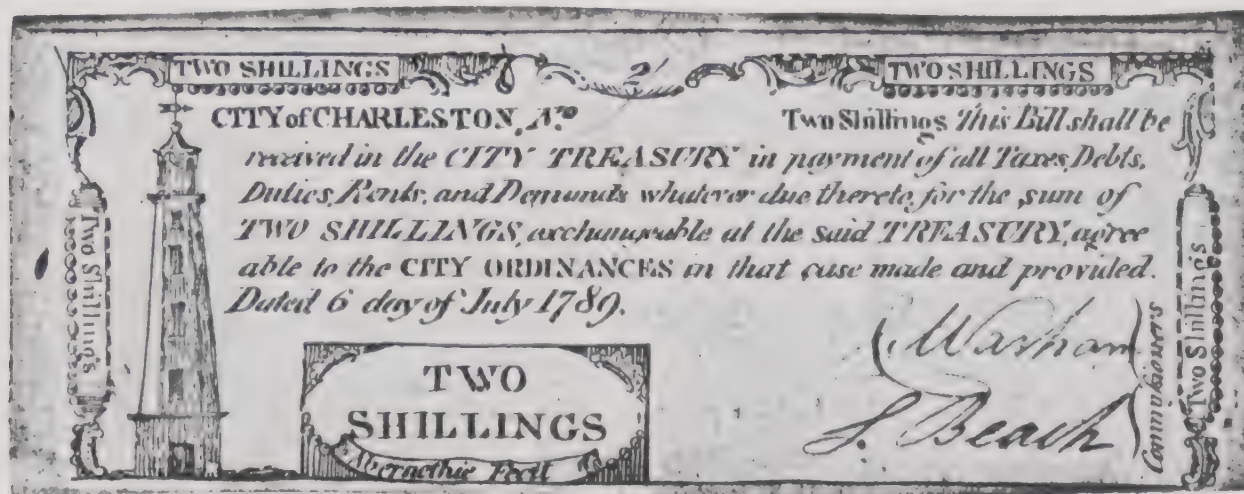 TWO SHILLINGS
2/
TWO SHILLINGS
CITY of CHARLESTON, No
Two Shillings This Bill shall be
received in the CITY TREASURY in payment of all Taxes, Debts,
Duties, Rents, and Demands whatever due thereto, for the sum of
TWO SHILLINGS, exchangeable at the said TREASURY, agree
able to the CITY ORDINANCES in that case made and provided.
Dated 6 day of July 1789.
Two Shillings
TWO
SHILLINGS
Abernethie Fecit
Warham
S. Beach
Commissioners
Two Shillings